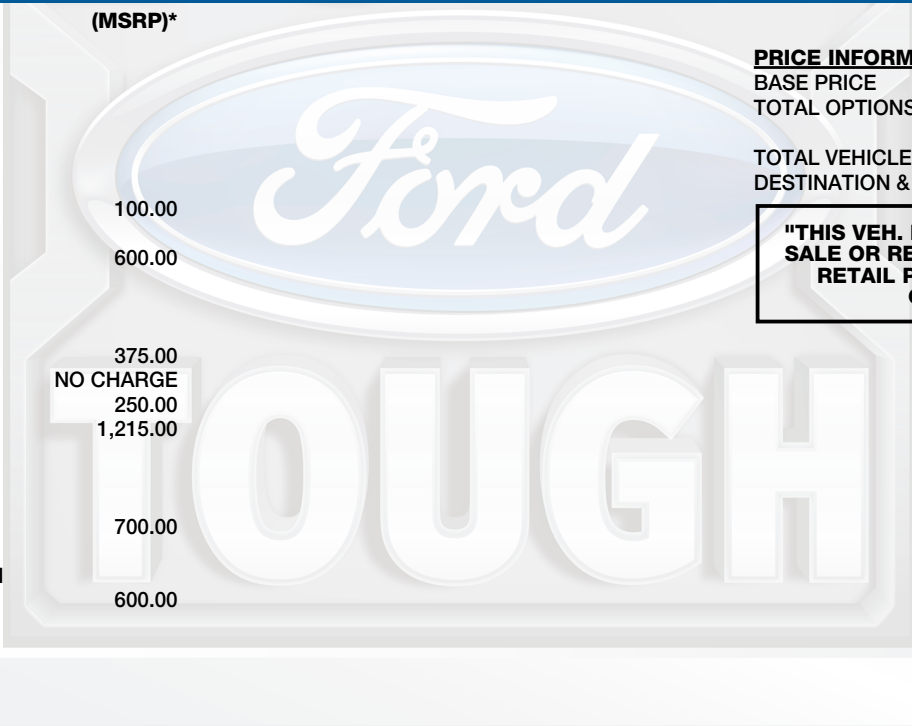 (MSRP)*
100.00
600.00
375.00
NO CHARGE
250.00
1,215.00
700.00
600.00
Ford
TOUGH
PRICE INFORM
BASE PRICE
TOTAL OPTIONS
TOTAL VEHICLE
DESTINATION &
"THIS VEH.
SALE OR RE
RETAIL P